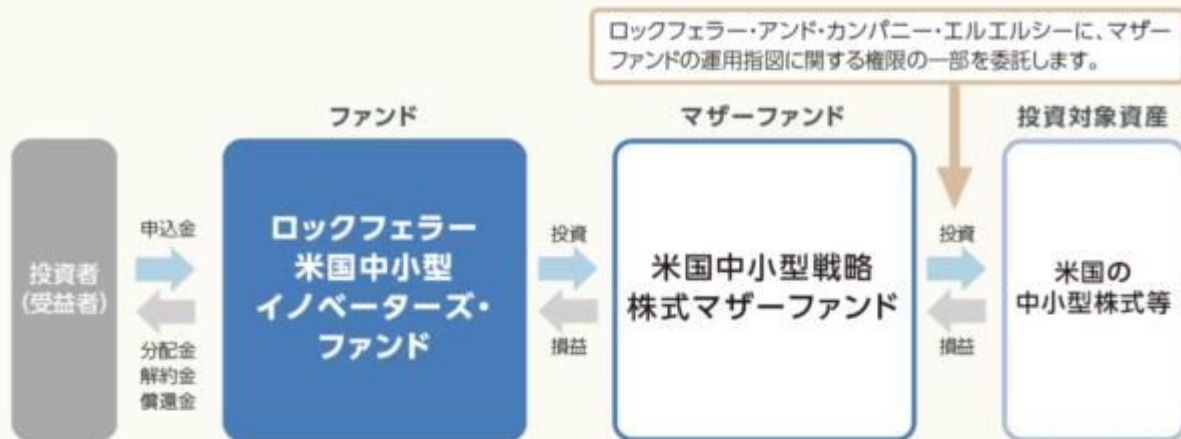 ロックフェラー・アンド・カンパニー・エルエルシーに、マザー
ファンドの運用指図に関する権限の一部を委託します。
ファンド
マザーファンド
投資対象資産
投資者
(受益者)
申込金
分配金
解約金
償還金
ロックフェラー
米国中小型
イノベーターズ・
ファンド
投資
損益
米国中小型戦略
株式マザーファンド
投資
損益
米国の
中小型株式等